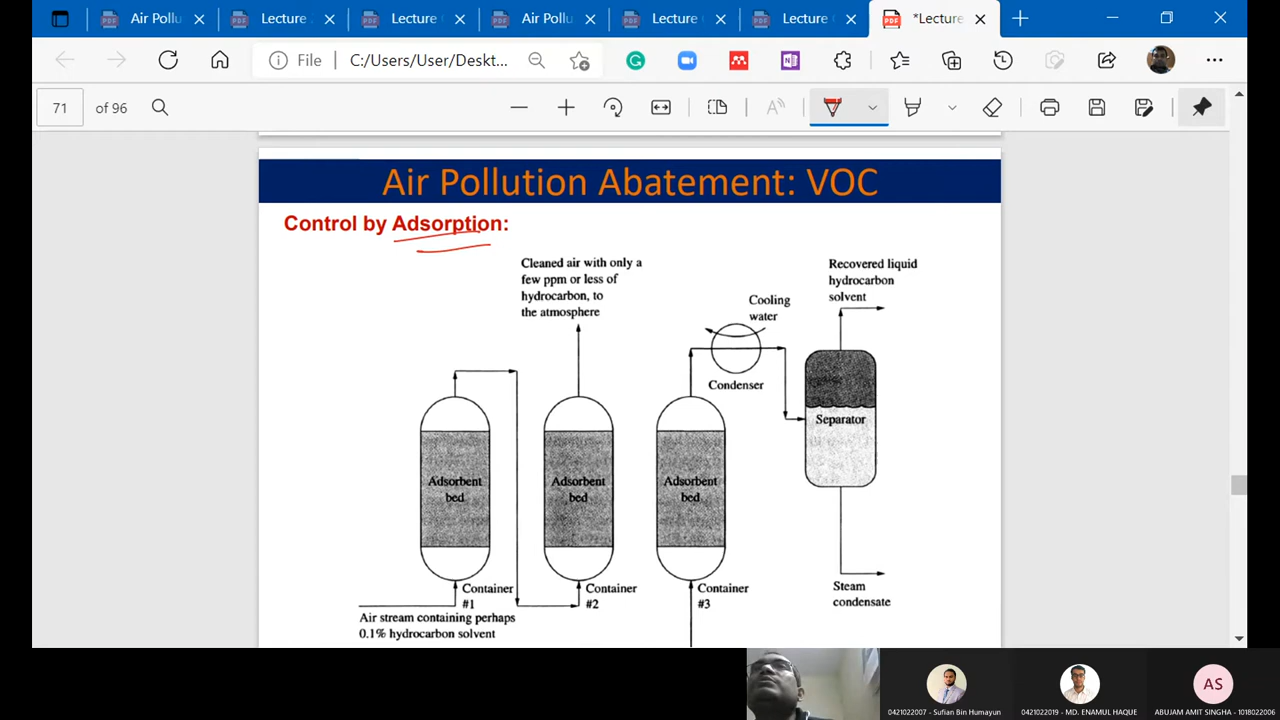 Air Pollu
Lecture
Lecture
Air Pollu
Lecture
Lecture
*Lecture
File
C:/Users/User/Deskt...
71
of 96
Air Pollution Abatement: VOC
Control by Adsorption:
Cleaned air with only a
few ppm or less of
hydrocarbon, to
the atmosphere
Recovered liquid
hydrocarbon
solvent
Cooling
water
Condenser
Separator
Adsorbent
bed
Adsorbent
bed
Adsorbent
bed
Container
#1
Container
#2
Container
#3
Steam
condensate
Air stream containing perhaps
0.1% hydrocarbon solvent
AS
0421022007 - Sufian Bin Humayun
0421022019 - MD. ENAMUL HAQUE
ABUJAM AMIT SINGHA - 1018022006